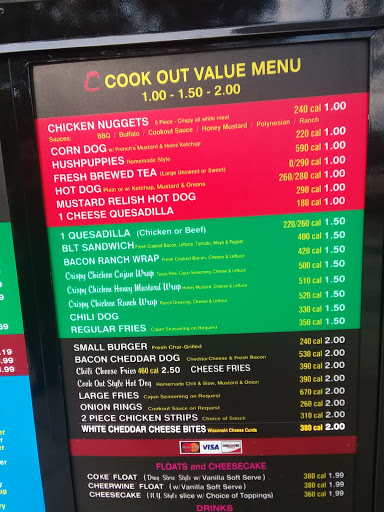 COOK OUT VALUE MENU
1.00 - 1.50 - 2.00
CHICKEN NUGGETS 5 Piece - Crispy all white meat 240 cal 1.00
Sauces: BBQ / Buffalo / Cookout Sauce / Honey Mustard / Polynesian / Ranch
CORN DOG w/ French's Mustard & Heinz Ketchup 220 cal 1.00
HUSHPUPPIES Homemade Style 590 cal 1.00
FRESH BREWED TEA (Large Unsweet or Sweet) 0/290 cal 1.00
HOT DOG Plain or w/ Ketchup, Mustard & Onions 260/280 cal 1.00
MUSTARD RELISH HOT DOG 290 cal 1.00
1 CHEESE QUESADILLA 180 cal 1.00
1 QUESADILLA (Chicken or Beef) 220/260 cal 1.50
BLT SANDWICH Fresh Cooked Bacon, Lettuce, Tomato, Mayo & Pepper 400 cal 1.50
BACON RANCH WRAP Fresh Cooked Bacon, Cheese & Lettuce 420 cal 1.50
Crispy Chicken Cajun Wrap Texas Pete, Cajun Seasoning, Cheese & Lettuce 500 cal 1.50
Crispy Chicken Honey Mustard Wrap Honey Mustard, Cheese & Lettuce 510 cal 1.50
Crispy Chicken Ranch Wrap Ranch Dressing, Cheese & Lettuce 520 cal 1.50
CHILI DOG 330 cal 1.50
REGULAR FRIES Cajun Seasoning on Request 350 cal 1.50
SMALL BURGER Fresh Char-Grilled 240 cal 2.00
BACON CHEDDAR DOG Cheddar Cheese & Fresh Bacon 530 cal 2.00
Chili Cheese Fries 460 cal 2.50 CHEESE FRIES 390 cal 2.00
Cook Out Style Hot Dog Homemade Chili & Slaw, Mustard & Onion 390 cal 2.00
LARGE FRIES Cajun Seasoning on Request 670 cal 2.00
ONION RINGS Cookout Sauce on Request 260 cal 2.00
2 PIECE CHICKEN STRIPS Choice of Sauce 310 cal 2.00
WHITE CHEDDAR CHEESE BITES Wisconsin Cheese Curds 380 cal 2.00
VISA DISCOVER
FLOATS and CHEESECAKE
COKE FLOAT (Drug Store Style w/ Vanilla Soft Serve) 380 cal 1.99
CHEERWINE FLOAT (w/ Vanilla Soft Serve) 380 cal 1.99
CHEESECAKE (N.Y. Style slice w/ Choice of Toppings) 360 cal 1.99
DRINKS